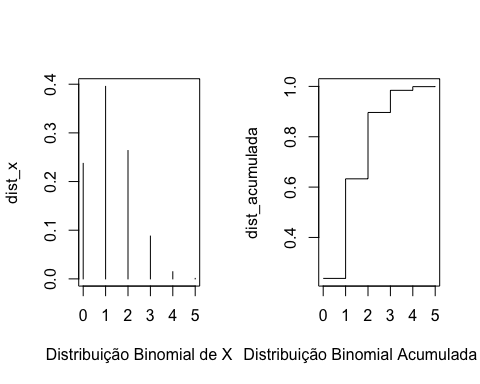 dist_x
0.4
0.3
0.2
0.1
0.0
0 1 2 3 4 5
Distribuição Binomial de X
dist_acumulada
1.0
0.8
0.6
0.4
0 1 2 3 4 5
Distribuição Binomial Acumulada